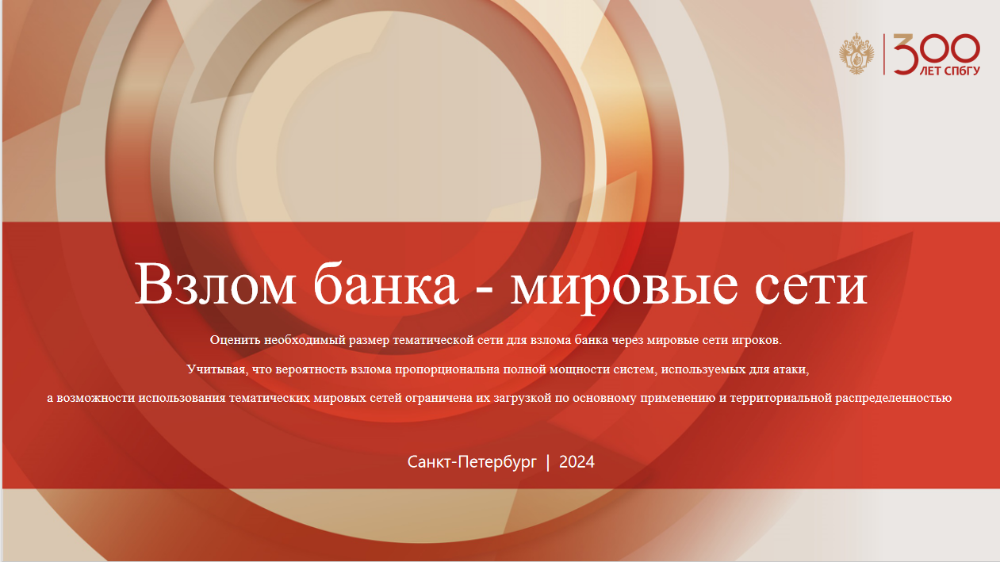 300
ЛЕТ СПбГУ
Взлом банка - мировые сети
Оценить необходимый размер тематической сети для взлома банка через мировые сети игроков.
Учитывая, что вероятность взлома пропорциональна полной мощности систем, используемых для атаки,
а возможности использования тематических мировых сетей ограничена их загрузкой по основному применению и территориальной распределенностью
Санкт-Петербург | 2024